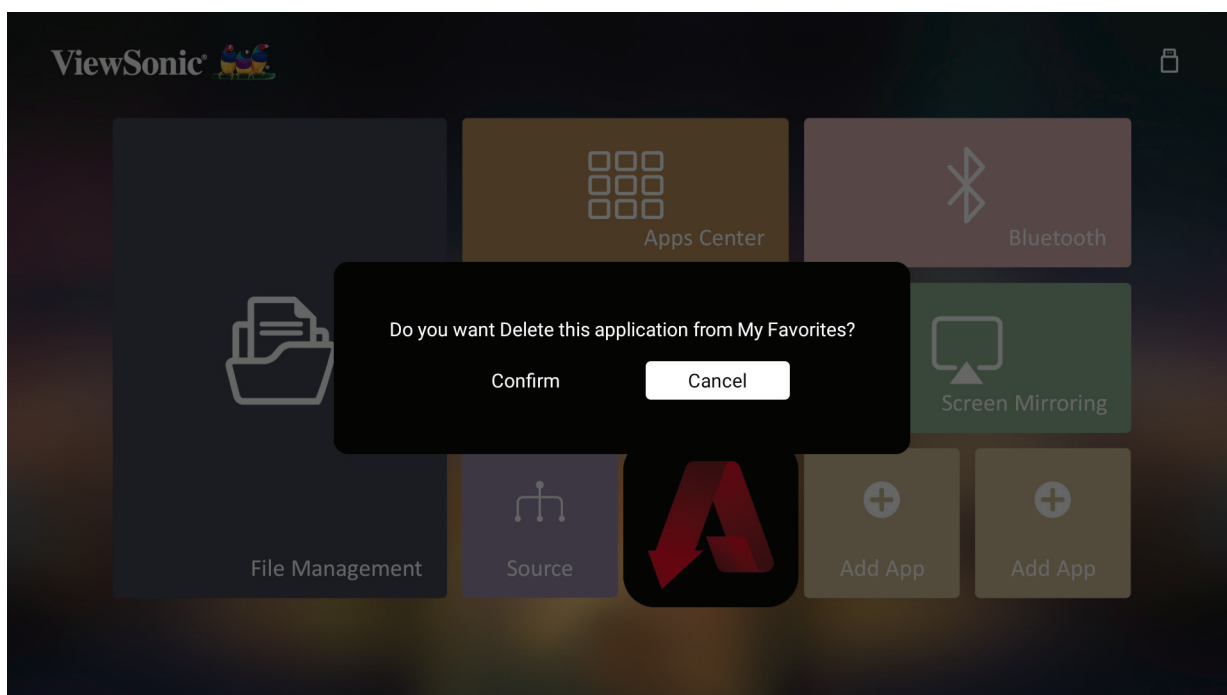 ViewSonic®
Apps Center
Bluetooth
Do you want Delete this application from My Favorites?
Confirm
Cancel
Screen Mirroring
File Management
Source
Add App
Add App